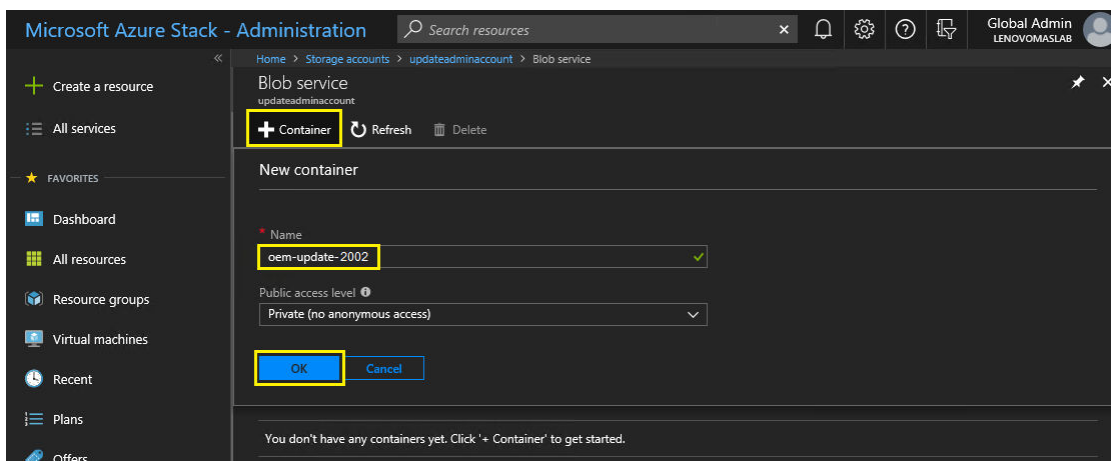 Microsoft Azure Stack - Administration
Search resources
Global Admin
LENOVOMASLAB
Home > Storage accounts > updateadminaccount > Blob service
Create a resource
All services
FAVORITES
Dashboard
All resources
Resource groups
Virtual machines
Recent
Plans
Offers
Blob service
updateadminaccount
Container Refresh Delete
New container
* Name
oem-update-2002
Public access level
Private (no anonymous access)
OK Cancel
You don't have any containers yet. Click '+ Container' to get started.